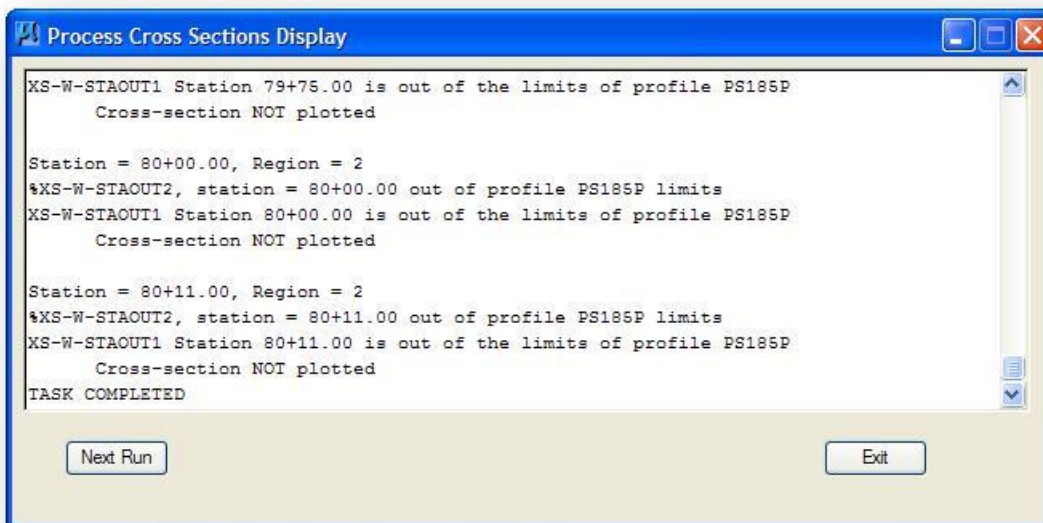 Process Cross Sections Display
XS-W-STAOUT1 Station 79+75.00 is out of the limits of profile PS185P
Cross-section NOT plotted
Station = 80+00.00, Region = 2
%XS-W-STAOUT2, station = 80+00.00 out of profile PS185P limits
XS-W-STAOUT1 Station 80+00.00 is out of the limits of profile PS185P
Cross-section NOT plotted
Station = 80+11.00, Region = 2
%XS-W-STAOUT2, station = 80+11.00 out of profile PS185P limits
XS-W-STAOUT1 Station 80+11.00 is out of the limits of profile PS185P
Cross-section NOT plotted
TASK COMPLETED
Next Run
Exit